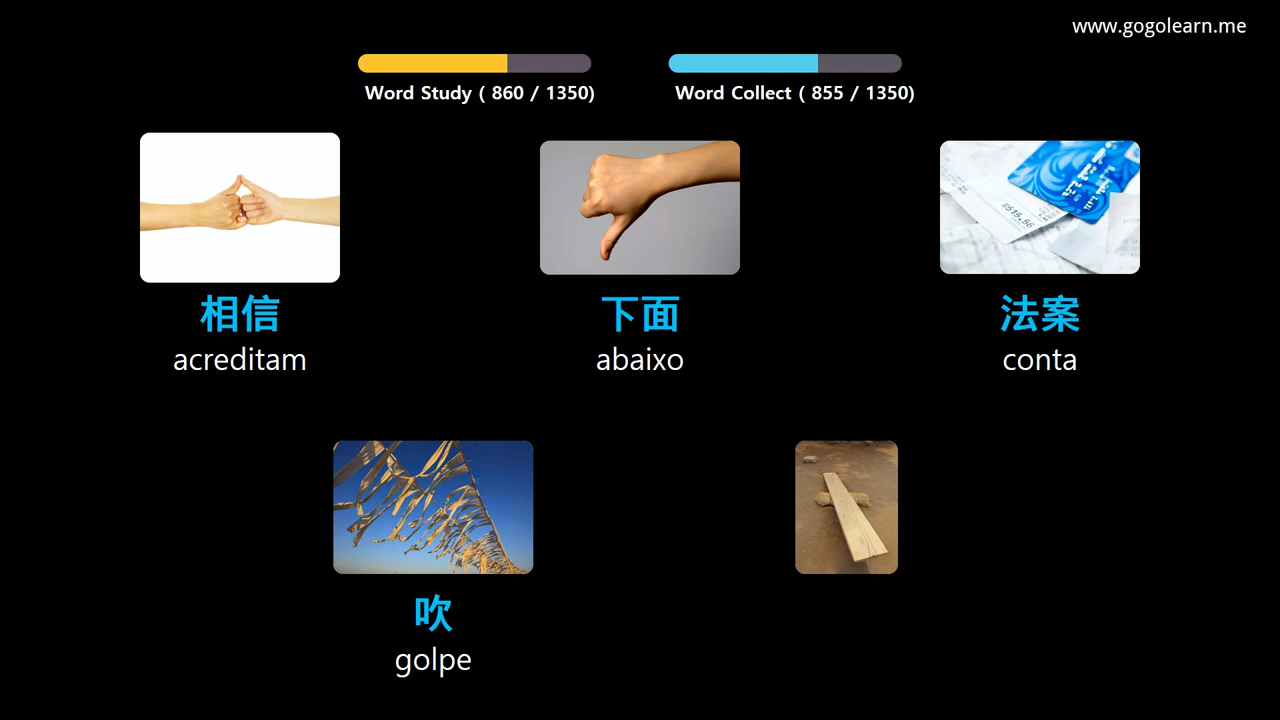 www.gogolearn.me
Word Study ( 860 / 1350)
Word Collect ( 855 / 1350)
相信
acreditam
下面
abaixo
法案
conta
吹
golpe